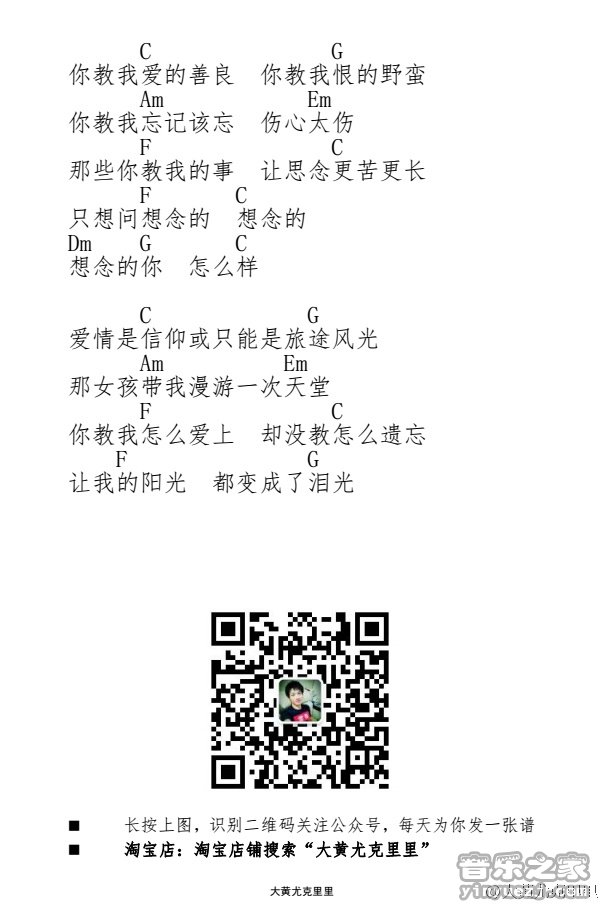 C G
你教我爱的善良 你教我恨的野蛮
Am Em
你教我忘记该忘 伤心太伤
F C
那些你教我的事 让思念更苦更长
F C
只想问想念的 想念的
Dm G C
想念的你 怎么样
C G
爱情是信仰或只能是旅途风光
Am Em
那女孩带我漫游一次天堂
F C
你教我怎么爱上 却没教怎么遗忘
F G
让我的阳光 都变成了泪光
■ 长按上图，识别二维码关注公众号，每天为你发一张谱
■ 淘宝店：淘宝店铺搜索“大黄尤克里里”
音乐之家
大黄尤克里里